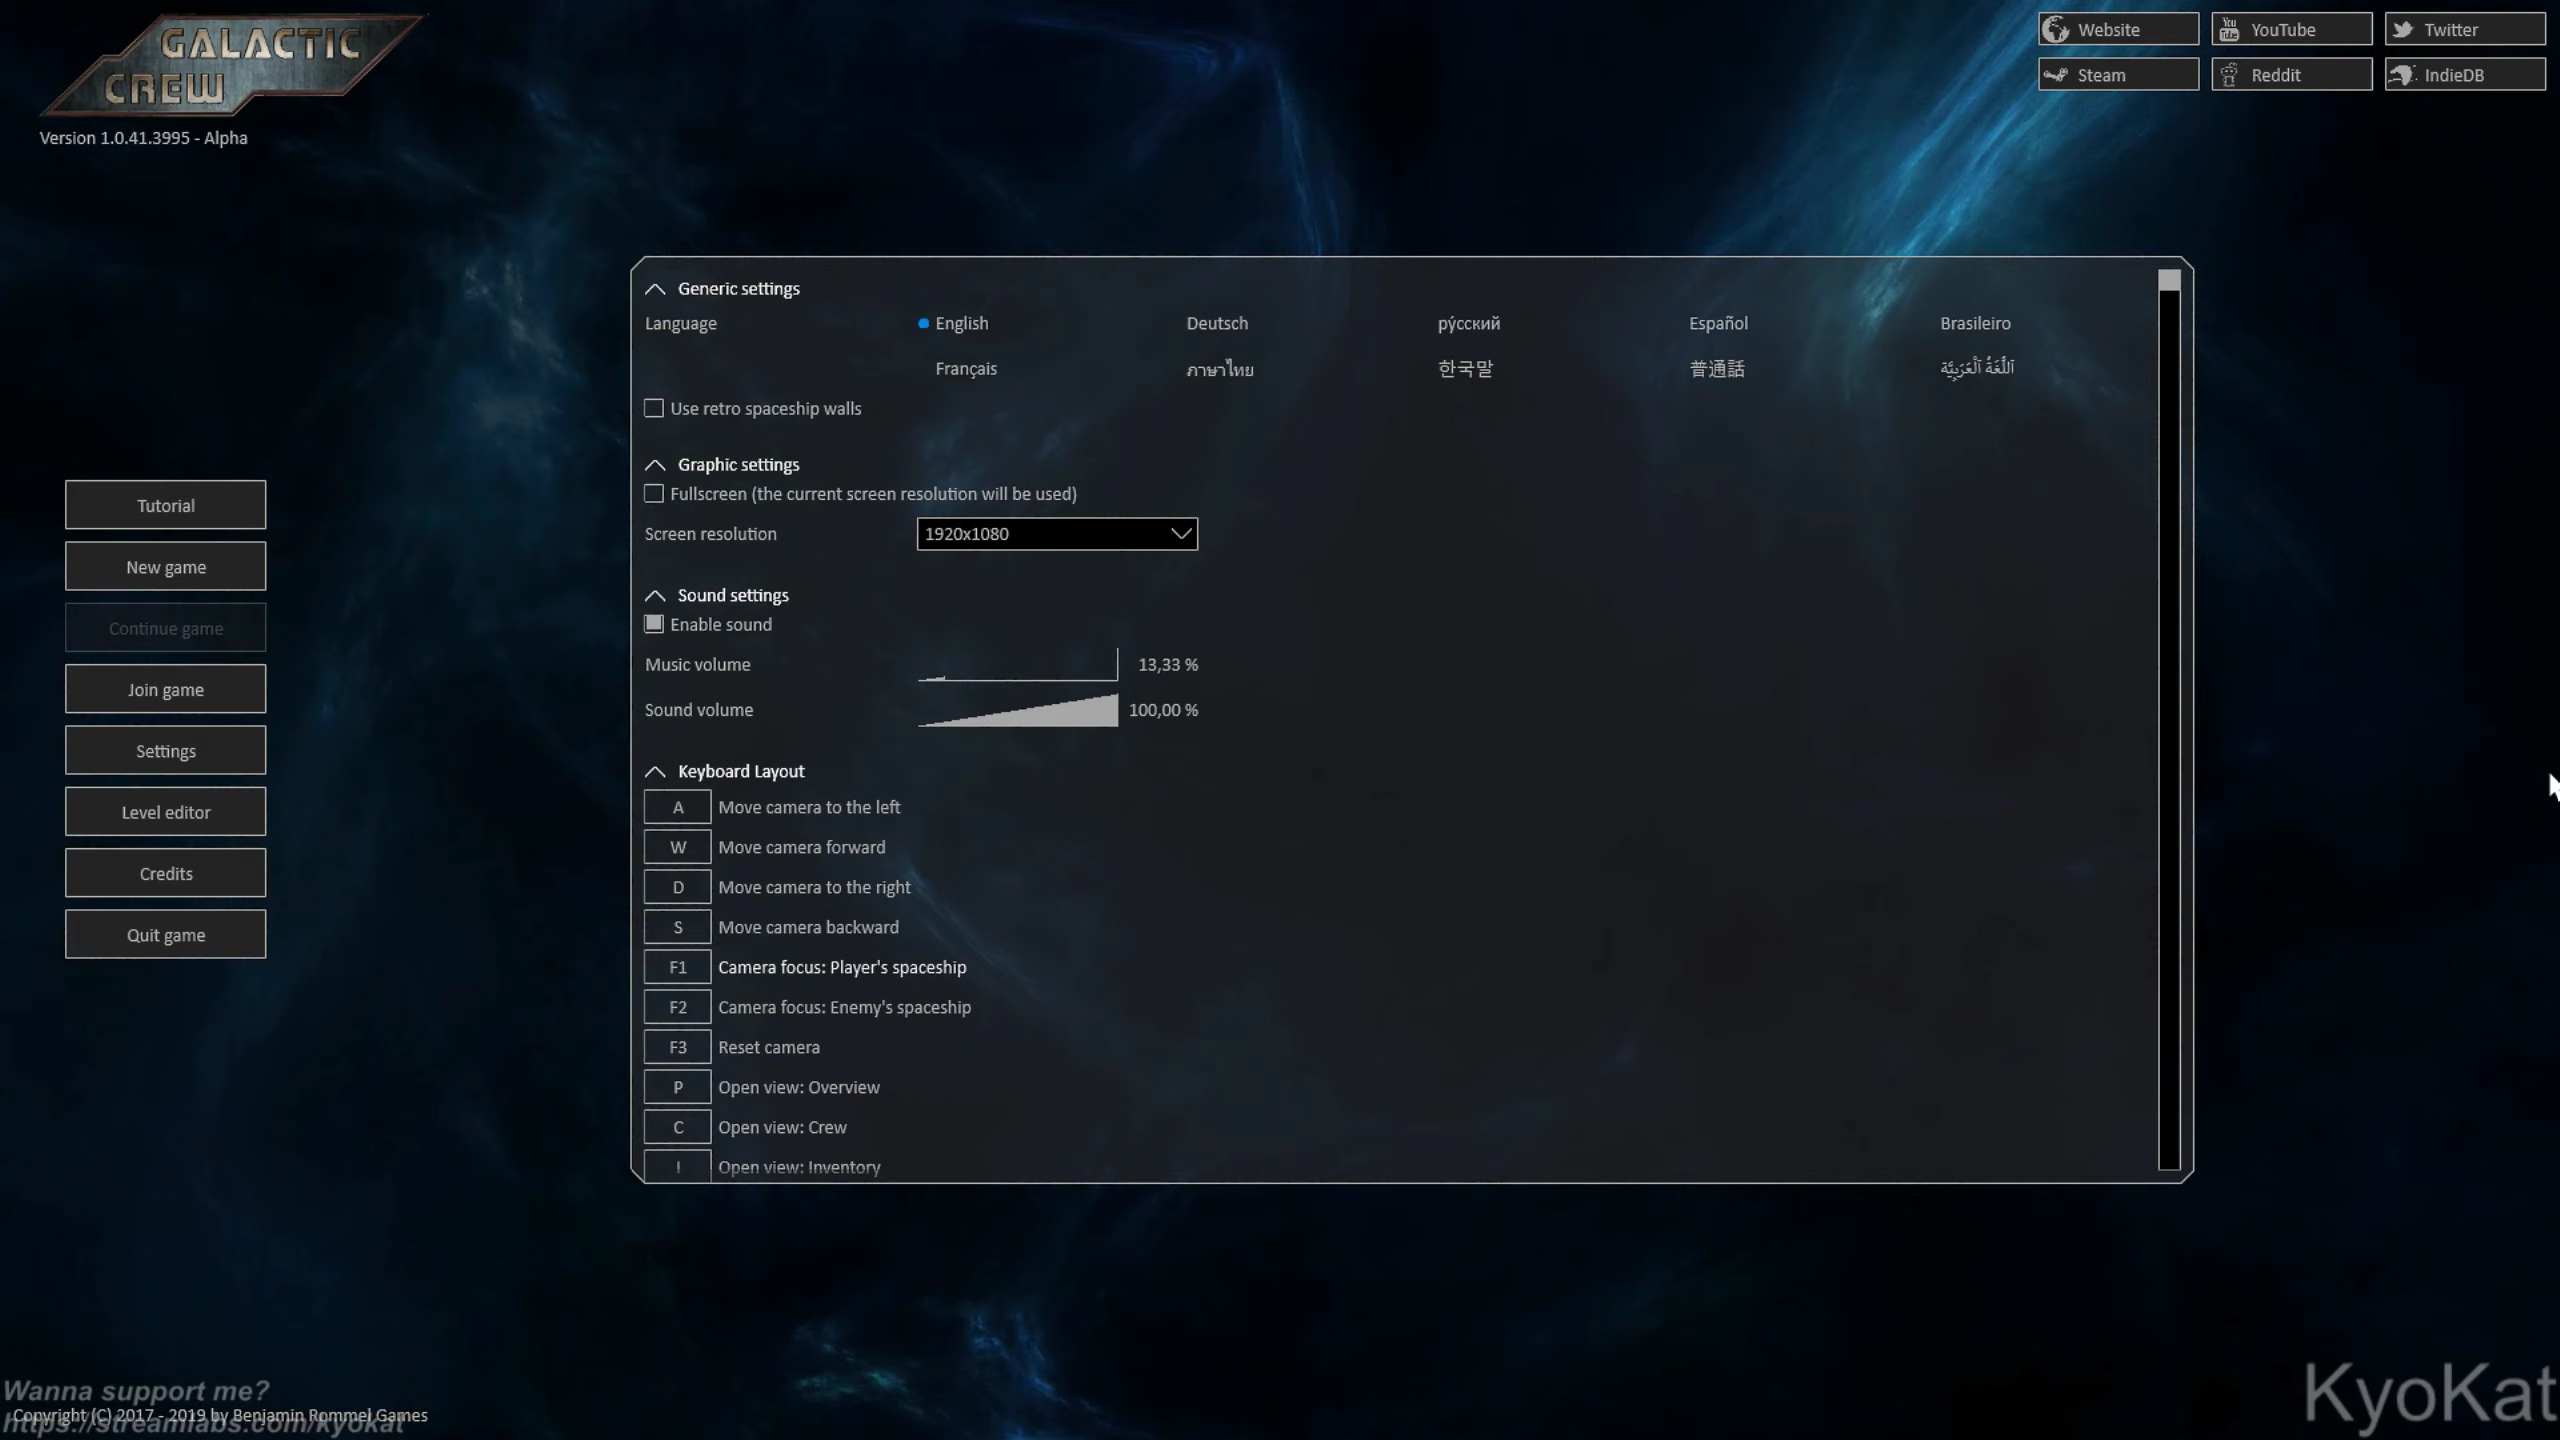 GALACTIC
CREW
Version 1.0.41.3995 - Alpha
Website
YouTube
Twitter
Steam
Reddit
IndieDB
Tutorial
New game
Continue game
Join game
Settings
Level editor
Credits
Quit game
Generic settings
Language
English
Deutsch
ру́сский
Español
Brasileiro
Français
ภาษาไทย
한국말
普通話
اَللُّغَةُ اَلْعَرَبِيَّة
Use retro spaceship walls
Graphic settings
Fullscreen (the current screen resolution will be used)
Screen resolution
1920x1080
Sound settings
Enable sound
Music volume
13,33 %
Sound volume
100,00 %
Keyboard Layout
A Move camera to the left
W Move camera forward
D Move camera to the right
S Move camera backward
F1 Camera focus: Player's spaceship
F2 Camera focus: Enemy's spaceship
F3 Reset camera
P Open view: Overview
C Open view: Crew
I Open view: Inventory
Wanna support me?
Copyright (C) 2017 - 2019 by Benjamin Rommel Games
https://streamlabs.com/kyokat
KyoKat